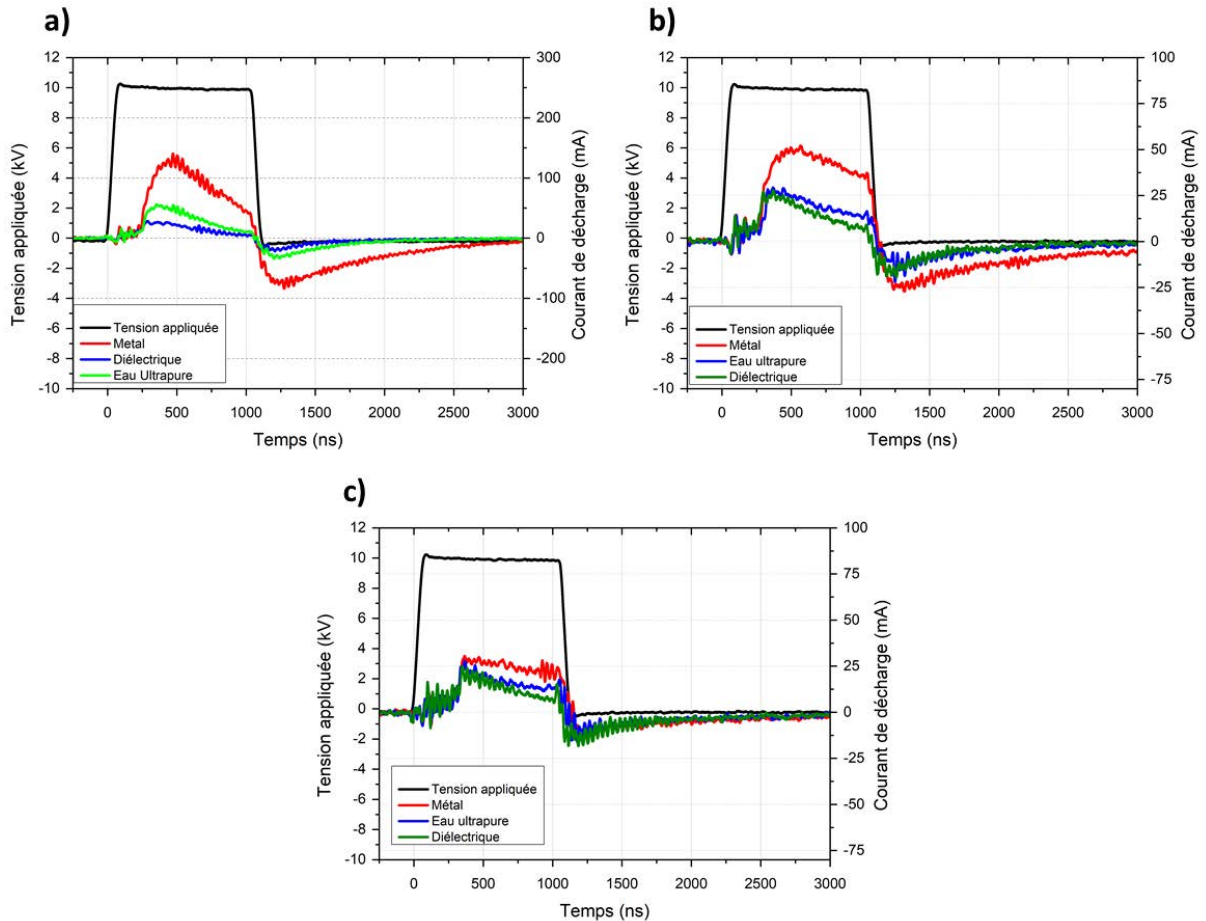 a)
12
10
8
6
4
2
0
-2
-4
-6
-8
-10
Tension appliquée (kV)
300
200
100
0
-100
-200
Courant de décharge (mA)
Tension appliquée
Metal
Diélectrique
Eau Ultrapure
0 500 1000 1500 2000 2500 3000
Temps (ns)
b)
12
10
8
6
4
2
0
-2
-4
-6
-8
-10
Tension appliquée (kV)
100
75
50
25
0
-25
-50
-75
Courant de décharge (mA)
Tension appliquée
Métal
Eau ultrapure
Diélectrique
0 500 1000 1500 2000 2500 3000
Temps (ns)
c)
12
10
8
6
4
2
0
-2
-4
-6
-8
-10
Tension appliquée (kV)
100
75
50
25
0
-25
-50
-75
Courant de décharge (mA)
Tension appliquée
Métal
Eau ultrapure
Diélectrique
0 500 1000 1500 2000 2500 3000
Temps (ns)